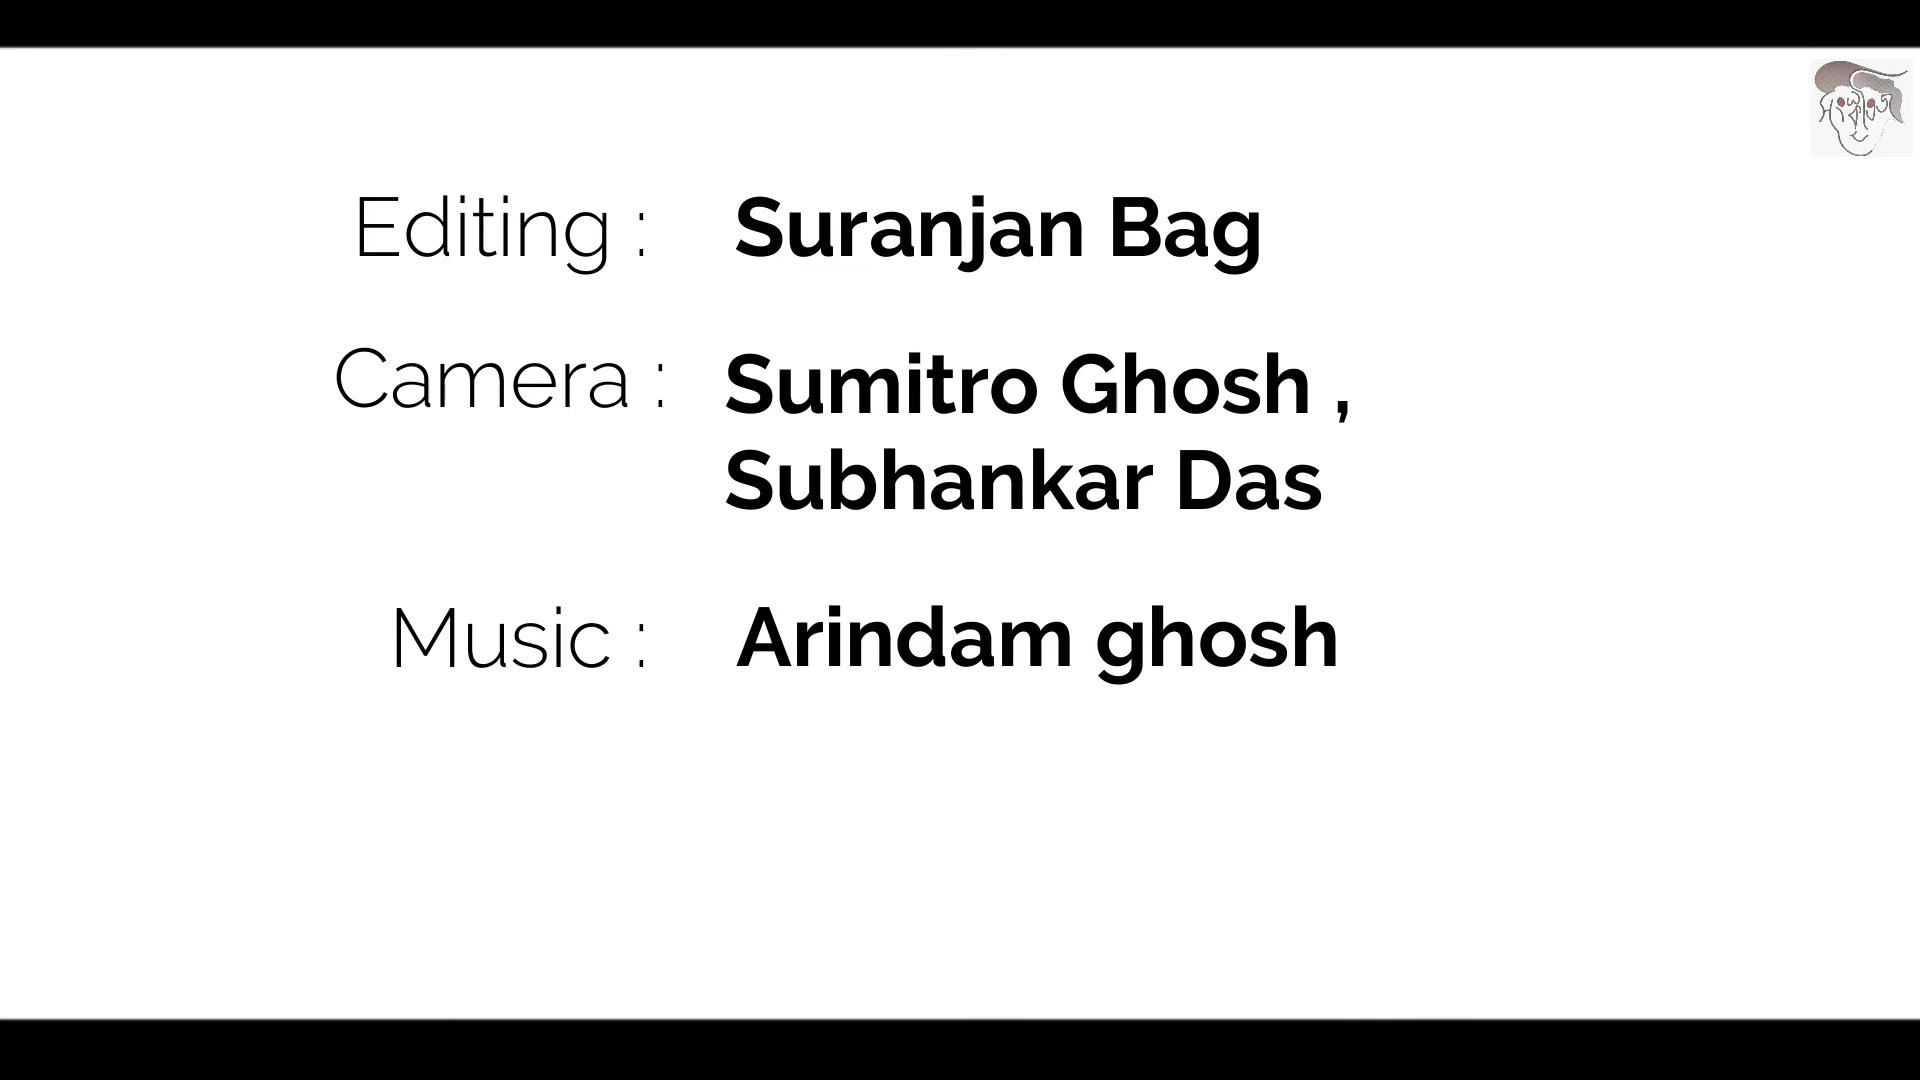 Editing : Suranjan Bag
Camera : Sumitro Ghosh ,
Subhankar Das
Music : Arindam ghosh